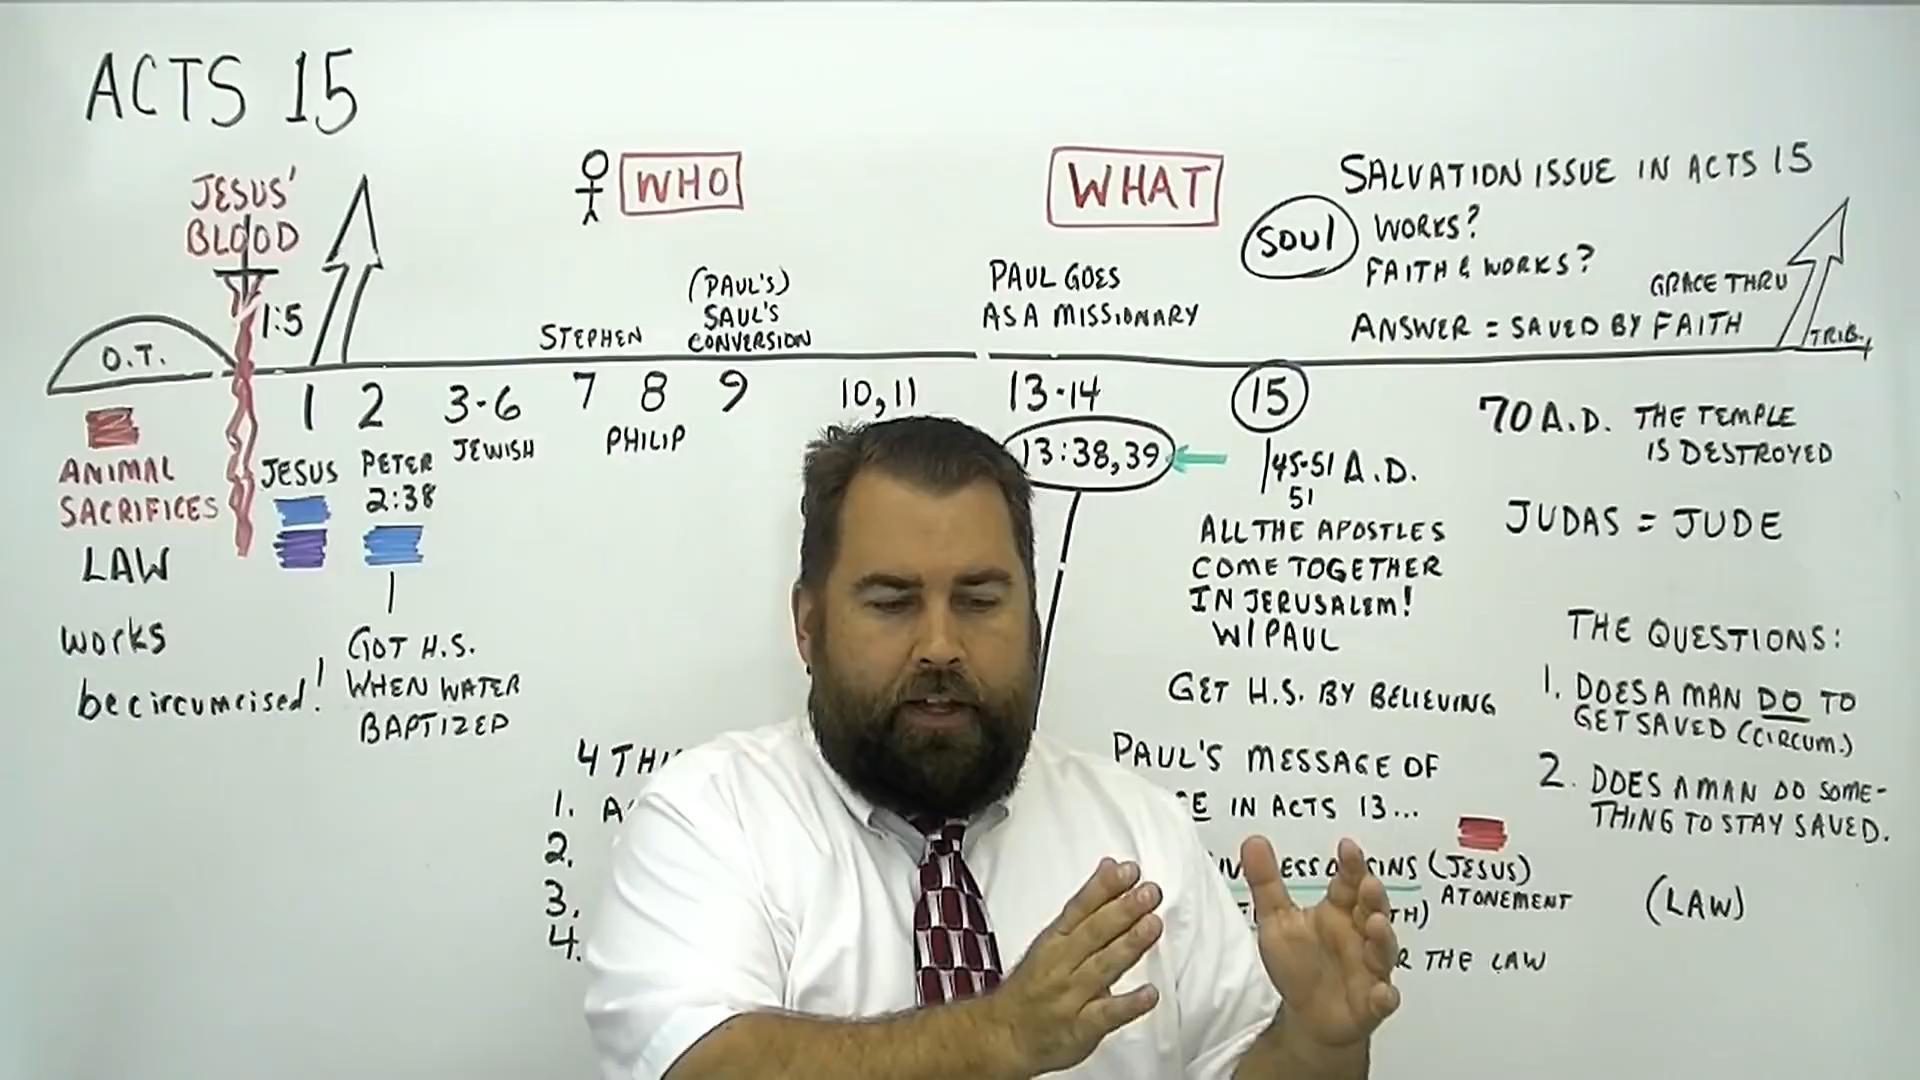 ACTS 15
JESUS'
BLOOD
1:5
O.T.
WHO
WHAT
STEPHEN
(PAUL'S)
SAUL'S
CONVERSION
PAUL GOES
AS A MISSIONARY
SALVATION ISSUE IN ACTS 15
SOUL
WORKS?
FAITH & WORKS?
GRACE THRU
ANSWER = SAVED BY FAITH
TRIB.
1 2 3-6 7 8 9 10,11 13-14 15
JESUS
PETER
2:38
JEWISH
PHILIP
13:38,39
ANIMAL
SACRIFICES
LAW
works
be circumcised!
GOT H.S.
WHEN WATER
BAPTIZED
45-51 A.D.
51
ALL THE APOSTLES
COME TOGETHER
IN JERUSALEM!
W/ PAUL
GET H.S. BY BELIEVING
70 A.D. THE TEMPLE
IS DESTROYED
JUDAS = JUDE
THE QUESTIONS:
1. DOES A MAN DO TO
GET SAVED (CIRCUM.)
2. DOES A MAN DO SOME-
THING TO STAY SAVED.
(LAW)
4
1.
2.
3.
4.
PAUL'S MESSAGE OF
IN ACTS 13...
(JESUS)
ATONEMENT
THE LAW